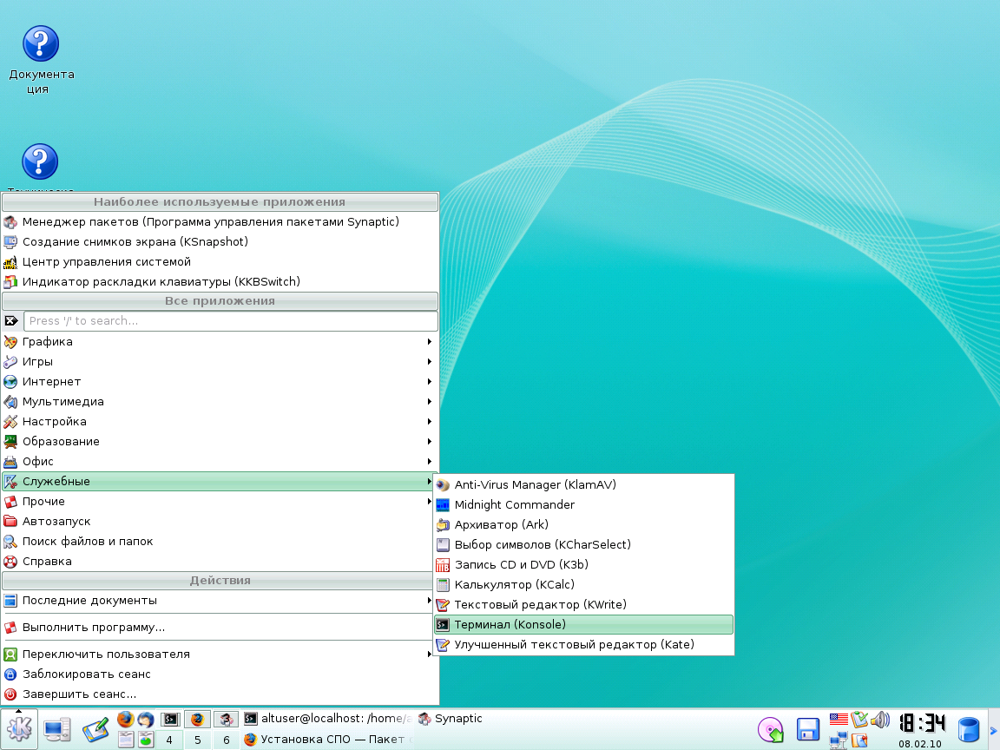 Документа
ция
Наиболее используемые приложения
Менеджер пакетов (Программа управления пакетами Synaptic)
Создание снимков экрана (KSnapshot)
Центр управления системой
Индикатор раскладки клавиатуры (KKBSwitch)
Все приложения
Press '/' to search...
Графика
Игры
Интернет
Мультимедиа
Настройка
Образование
Офис
Служебные
Прочие
Автозапуск
Поиск файлов и папок
Справка
Действия
Последние документы
Выполнить программу...
Переключить пользователя
Заблокировать сеанс
Завершить сеанс...
Anti-Virus Manager (KlamAV)
Midnight Commander
Архиватор (Ark)
Выбор символов (KCharSelect)
Запись CD и DVD (K3b)
Калькулятор (KCalc)
Текстовый редактор (KWrite)
Терминал (Konsole)
Улучшенный текстовый редактор (Kate)
4 5 6
altuser@localhost: /home/a
Synaptic
Установка СПО — Пакет
18:34
08.02.10